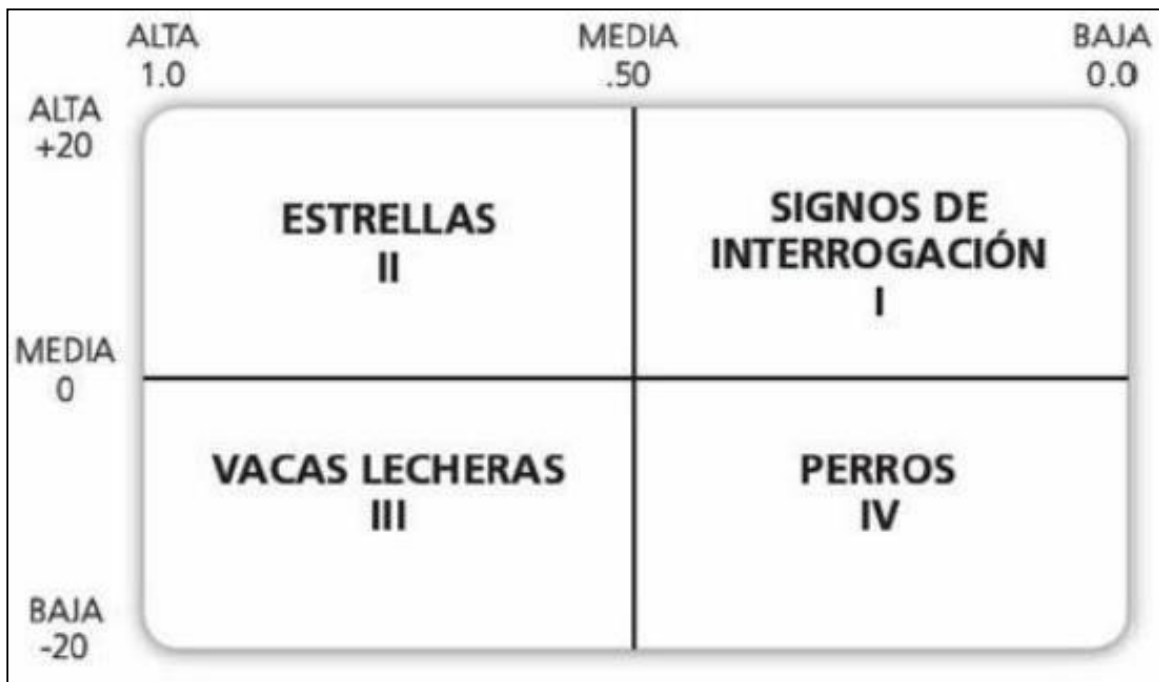 ALTA
1.0
MEDIA
.50
BAJA
0.0
ALTA
+20
ESTRELLAS
II
SIGNOS DE
INTERROGACIÓN
I
MEDIA
0
VACAS LECHERAS
III
PERROS
IV
BAJA
-20